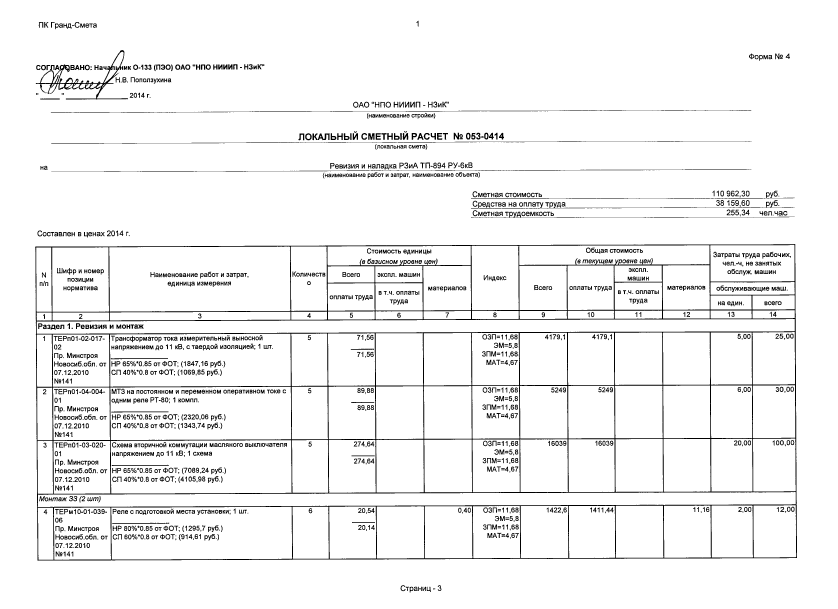 ПК Гранд-Смета
1
Форма № 4
СОГЛАСОВАНО: Начальник О-133 (ПЭО) ОАО "НПО НИИИП - НЗиК"
Н.В. Поползухина
"____" ____________ 2014 г.
ОАО "НПО НИИИП - НЗиК"
(наименование стройки)
ЛОКАЛЬНЫЙ СМЕТНЫЙ РАСЧЕТ № 053-0414
(локальная смета)
на Ревизия и наладка РЗиА ТП-894 РУ-6кВ
(наименование работ и затрат, наименование объекта)
Сметная стоимость 110 962,30 руб.
Средства на оплату труда 38 159,60 руб.
Сметная трудоемкость 255,34 чел.час
Составлен в ценах 2014 г.
N п/п
Шифр и номер позиции норматива
Наименование работ и затрат, единица измерения
Количество
Стоимость единицы
(в базисном уровне цен)
Всего
оплаты труда
экспл. машин
в т.ч. оплаты труда
материалов
Индекс
Общая стоимость
(в текущем уровне цен)
Всего
оплаты труда
экспл. машин
в т.ч. оплаты труда
материалов
Затраты труда рабочих, чел.-ч, не занятых обслуж. машин
обслуживающие маш.
на един.
всего
1 2 3 4 5 6 7 8 9 10 11 12 13 14
Раздел 1. Ревизия и монтаж
1 ТЕРп01-02-017- Трансформатор тока измерительный выносной 5 71,56 ОЗП=11,68 4179,1 4179,1 5,00 25,00
02 напряжением до 11 кВ, с твердой изоляцией; 1 шт. ЭМ=5,8
Пр. Минстроя 71,56 ЗПМ=11,68
Новосиб.обл. от НР 65%*0.85 от ФОТ; (1847,16 руб.) МАТ=4,67
07.12.2010 СП 40%*0.8 от ФОТ; (1069,85 руб.)
№141
2 ТЕРп01-04-004- МТЗ на постоянном и переменном оперативном токе с 5 89,88 ОЗП=11,68 5249 5249 6,00 30,00
01 одним реле РТ-80; 1 компл. ЭМ=5,8
Пр. Минстроя 89,88 ЗПМ=11,68
Новосиб.обл. от НР 65%*0.85 от ФОТ; (2320,06 руб.) МАТ=4,67
07.12.2010 СП 40%*0.8 от ФОТ; (1343,74 руб.)
№141
3 ТЕРп01-03-020- Схема вторичной коммутации масляного выключателя 5 274,64 ОЗП=11,68 16039 16039 20,00 100,00
01 напряжением до 11 кВ; 1 схема ЭМ=5,8
Пр. Минстроя 274,64 ЗПМ=11,68
Новосиб.обл. от НР 65%*0.85 от ФОТ; (7089,24 руб.) МАТ=4,67
07.12.2010 СП 40%*0.8 от ФОТ; (4105,98 руб.)
№141
Монтаж ЗЗ (2 шт)
4 ТЕРм10-01-039- Реле с подготовкой места установки; 1 шт. 6 20,54 0,40 ОЗП=11,68 1422,6 1411,44 11,16 2,00 12,00
06 ЭМ=5,8
Пр. Минстроя НР 80%*0.85 от ФОТ; (1295,7 руб.) 20,14 ЗПМ=11,68
Новосиб.обл. от СП 60%*0.8 от ФОТ; (914,61 руб.) МАТ=4,67
07.12.2010
№141
Страниц - 3